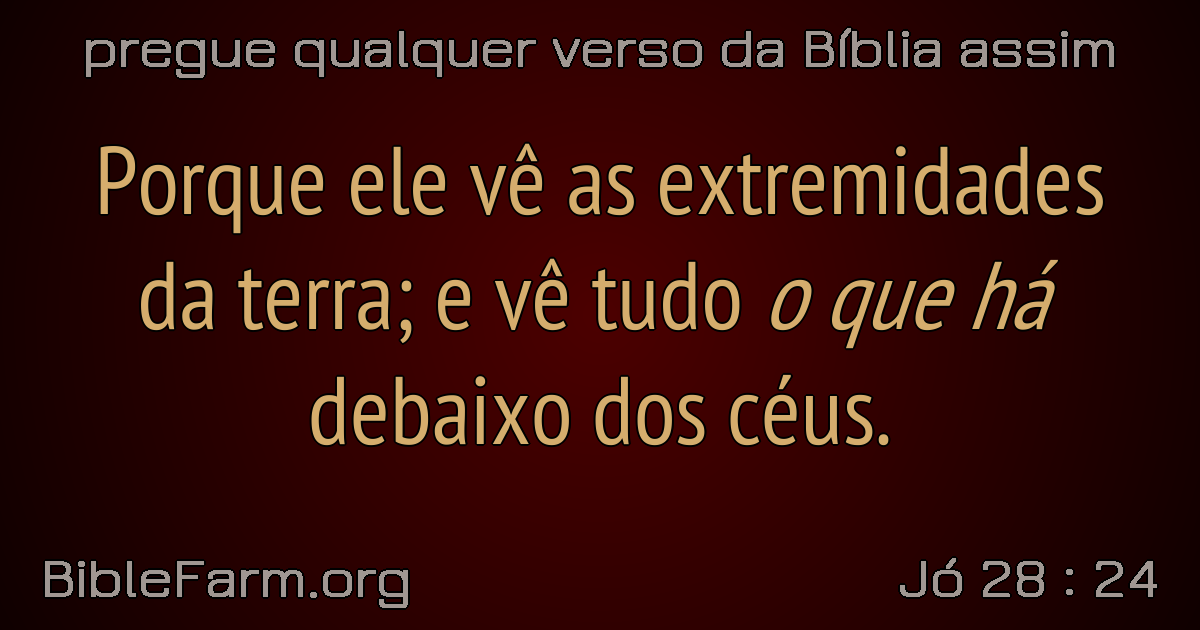 pregue qualquer verso da Bíblia assim
Porque ele vê as extremidades
da terra; e vê tudo o que há
debaixo dos céus.
BibleFarm.org
Jó 28 : 24